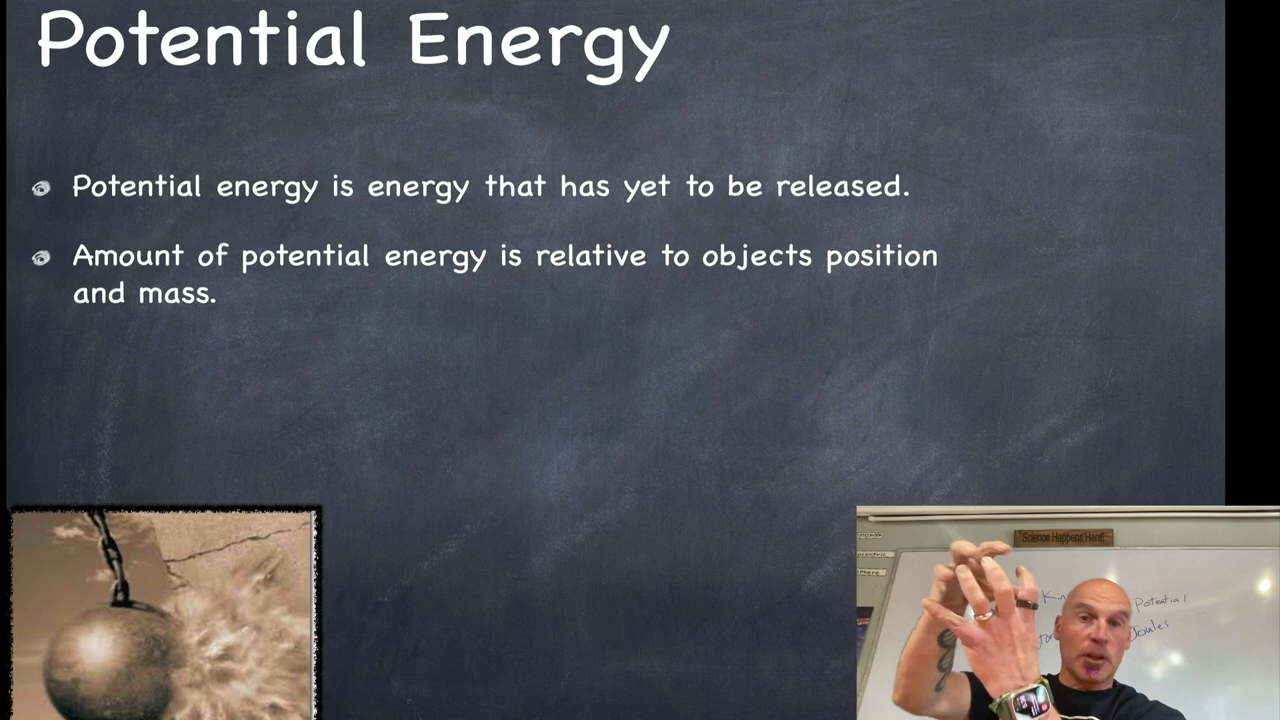 Potential Energy
Potential energy is energy that has yet to be released.
Amount of potential energy is relative to objects position
and mass.
"Science Happens Here!"
Kin
Potential
Joules